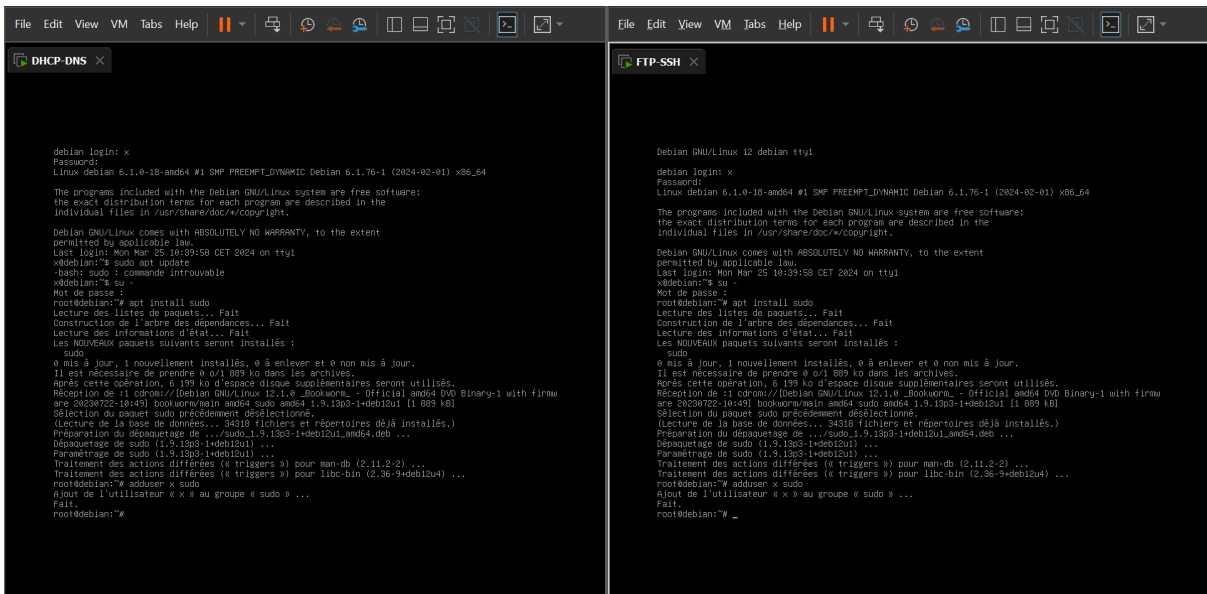 File Edit View VM Tabs Help
DHCP-DNS
debian login: x
Password:
Linux debian 6.1.0-18-amd64 #1 SMP PREEMPT_DYNAMIC Debian 6.1.76-1 (2024-02-01) x86_64
The programs included with the Debian GNU/Linux system are free software;
the exact distribution terms for each program are described in the
individual files in /usr/share/doc/*/copyright.
Debian GNU/Linux comes with ABSOLUTELY NO WARRANTY, to the extent
permitted by applicable law.
Last login: Mon Mar 25 10:39:58 CET 2024 on tty1
x@debian:~$ sudo apt update
-bash: sudo : commande introuvable
x@debian:~$ su -
Mot de passe :
root@debian:~# apt install sudo
Lecture des listes de paquets... Fait
Construction de l'arbre des dépendances... Fait
Lecture des informations d'état... Fait
Les NOUVEAUX paquets suivants seront installés :
sudo
0 mis à jour, 1 nouvellement installés, 0 à enlever et 0 non mis à jour.
Il est nécessaire de prendre 0 o/1 889 ko dans les archives.
Après cette opération, 6 199 ko d'espace disque supplémentaires seront utilisés.
Réception de :1 cdrom://[Debian GNU/Linux 12.1.0 _Bookworm_ - Official amd64 DVD Binary-1 with firmw
are 20230722-10:49] bookworm/main amd64 sudo amd64 1.9.13p3-1+deb12u1 [1 889 kB]
Sélection du paquet sudo précédemment désélectionné.
(Lecture de la base de données... 34318 fichiers et répertoires déjà installés.)
Préparation du dépaquetage de .../sudo_1.9.13p3-1+deb12u1_amd64.deb ...
Dépaquetage de sudo (1.9.13p3-1+deb12u1) ...
Paramétrage de sudo (1.9.13p3-1+deb12u1) ...
Traitement des actions différées (« triggers ») pour man-db (2.11.2-2) ...
Traitement des actions différées (« triggers ») pour libc-bin (2.36-9+deb12u4) ...
root@debian:~# adduser x sudo
Ajout de l'utilisateur « x » au groupe « sudo » ...
Fait.
root@debian:~#
File Edit View VM Tabs Help
FTP-SSH
Debian GNU/Linux 12 debian tty1
debian login: x
Password:
Linux debian 6.1.0-18-amd64 #1 SMP PREEMPT_DYNAMIC Debian 6.1.76-1 (2024-02-01) x86_64
The programs included with the Debian GNU/Linux system are free software;
the exact distribution terms for each program are described in the
individual files in /usr/share/doc/*/copyright.
Debian GNU/Linux comes with ABSOLUTELY NO WARRANTY, to the extent
permitted by applicable law.
Last login: Mon Mar 25 10:39:58 CET 2024 on tty1
x@debian:~$ su -
Mot de passe :
root@debian:~# apt install sudo
Lecture des listes de paquets... Fait
Construction de l'arbre des dépendances... Fait
Lecture des informations d'état... Fait
Les NOUVEAUX paquets suivants seront installés :
sudo
0 mis à jour, 1 nouvellement installés, 0 à enlever et 0 non mis à jour.
Il est nécessaire de prendre 0 o/1 889 ko dans les archives.
Après cette opération, 6 199 ko d'espace disque supplémentaires seront utilisés.
Réception de :1 cdrom://[Debian GNU/Linux 12.1.0 _Bookworm_ - Official amd64 DVD Binary-1 with firmw
are 20230722-10:49] bookworm/main amd64 sudo amd64 1.9.13p3-1+deb12u1 [1 889 kB]
Sélection du paquet sudo précédemment désélectionné.
(Lecture de la base de données... 34318 fichiers et répertoires déjà installés.)
Préparation du dépaquetage de .../sudo_1.9.13p3-1+deb12u1_amd64.deb ...
Dépaquetage de sudo (1.9.13p3-1+deb12u1) ...
Paramétrage de sudo (1.9.13p3-1+deb12u1) ...
Traitement des actions différées (« triggers ») pour man-db (2.11.2-2) ...
Traitement des actions différées (« triggers ») pour libc-bin (2.36-9+deb12u4) ...
root@debian:~# adduser x sudo
Ajout de l'utilisateur « x » au groupe « sudo » ...
Fait.
root@debian:~# _